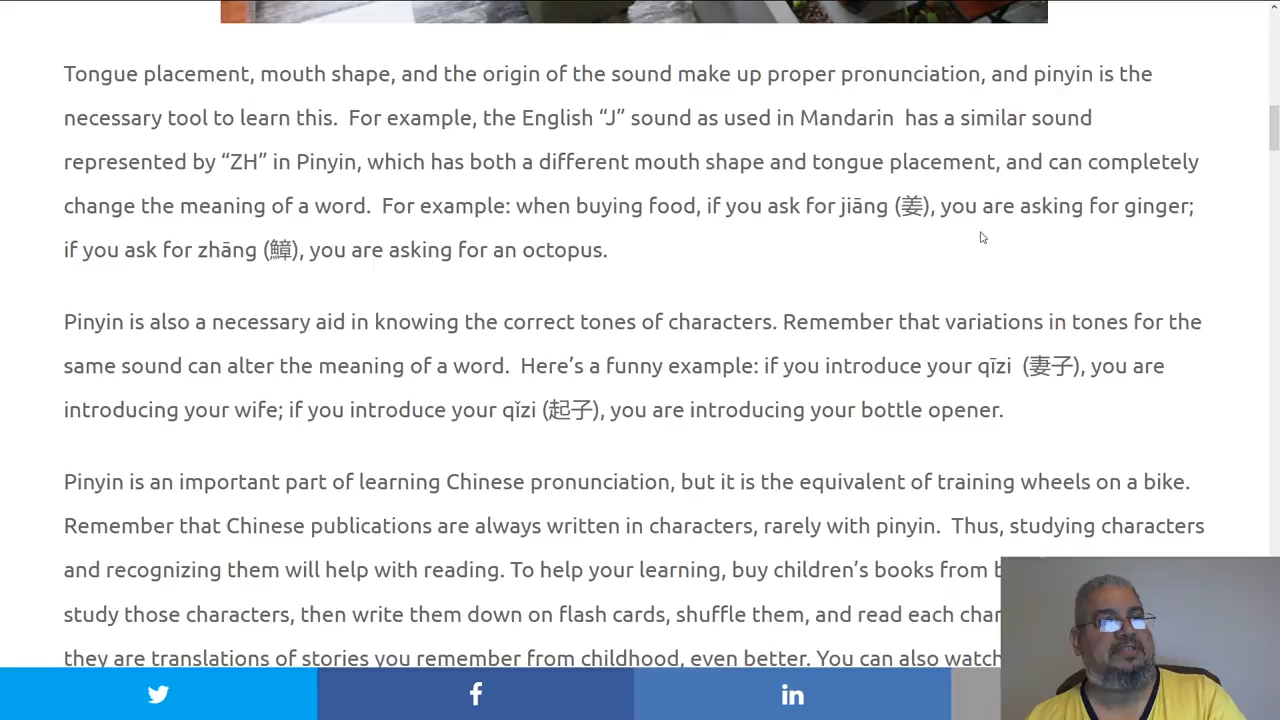 Tongue placement, mouth shape, and the origin of the sound make up proper pronunciation, and pinyin is the
necessary tool to learn this.  For example, the English “J” sound as used in Mandarin  has a similar sound
represented by “ZH” in Pinyin, which has both a different mouth shape and tongue placement, and can completely
change the meaning of a word.  For example: when buying food, if you ask for jiāng (姜), you are asking for ginger;
if you ask for zhāng (鱆), you are asking for an octopus.
Pinyin is also a necessary aid in knowing the correct tones of characters. Remember that variations in tones for the
same sound can alter the meaning of a word.  Here’s a funny example: if you introduce your qīzi  (妻子), you are
introducing your wife; if you introduce your qǐzi (起子), you are introducing your bottle opener.
Pinyin is an important part of learning Chinese pronunciation, but it is the equivalent of training wheels on a bike.
Remember that Chinese publications are always written in characters, rarely with pinyin.  Thus, studying characters
and recognizing them will help with reading. To help your learning, buy children’s books from
study those characters, then write them down on flash cards, shuffle them, and read each
they are translations of stories you remember from childhood, even better. You can also watch